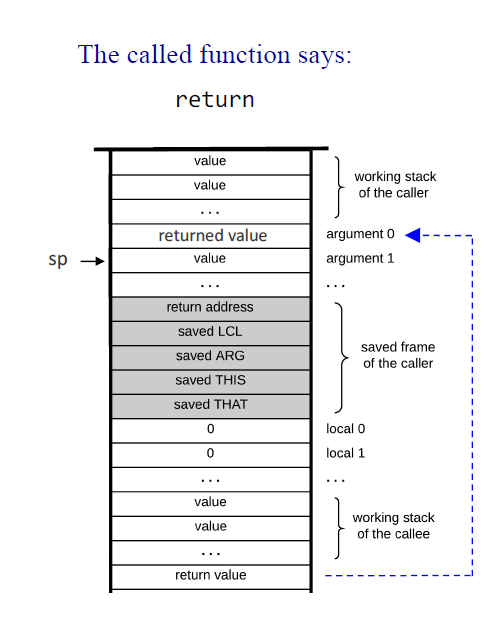 The called function says:
return
value
value
working stack
of the caller
...
returned value
argument 0
sp
value
argument 1
...
...
return address
saved LCL
saved ARG
saved frame
of the caller
saved THIS
saved THAT
0
local 0
0
local 1
...
...
value
value
working stack
of the callee
...
return value